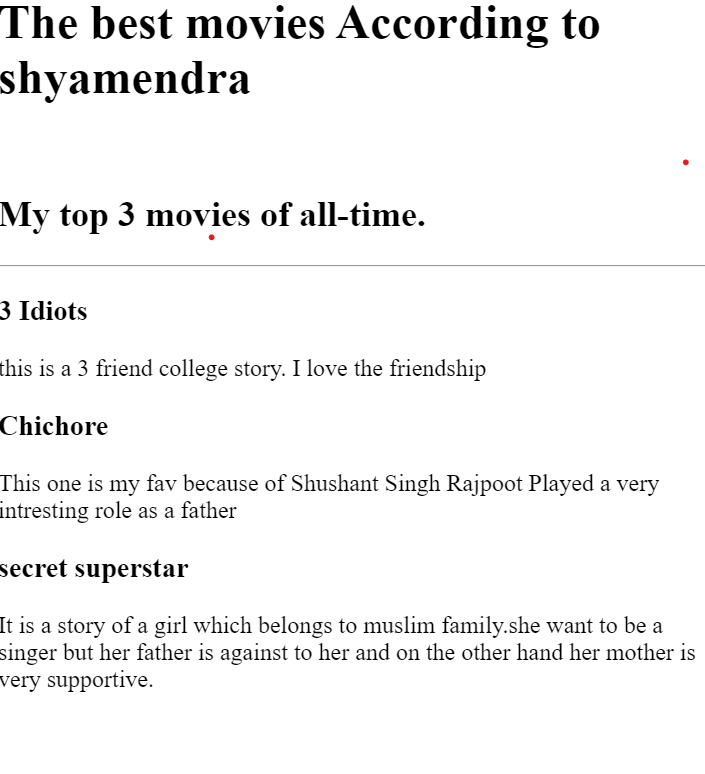 The best movies According to
shyamendra
My top 3 movies of all-time.
3 Idiots
this is a 3 friend college story. I love the friendship
Chichore
This one is my fav because of Shushant Singh Rajpoot Played a very
intresting role as a father
secret superstar
It is a story of a girl which belongs to muslim family.she want to be a
singer but her father is against to her and on the other hand her mother is
very supportive.